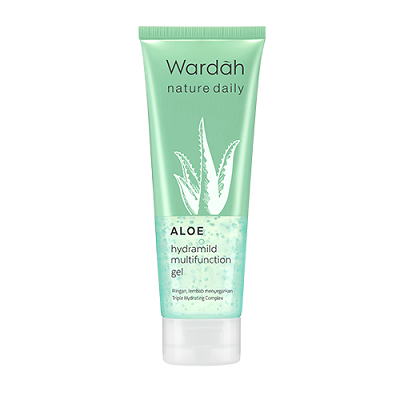 Wardah
nature daily
ALOE
hydramild
multifunction
gel
Ringan, lembab menyegarkan
Triple Hydrating Complex